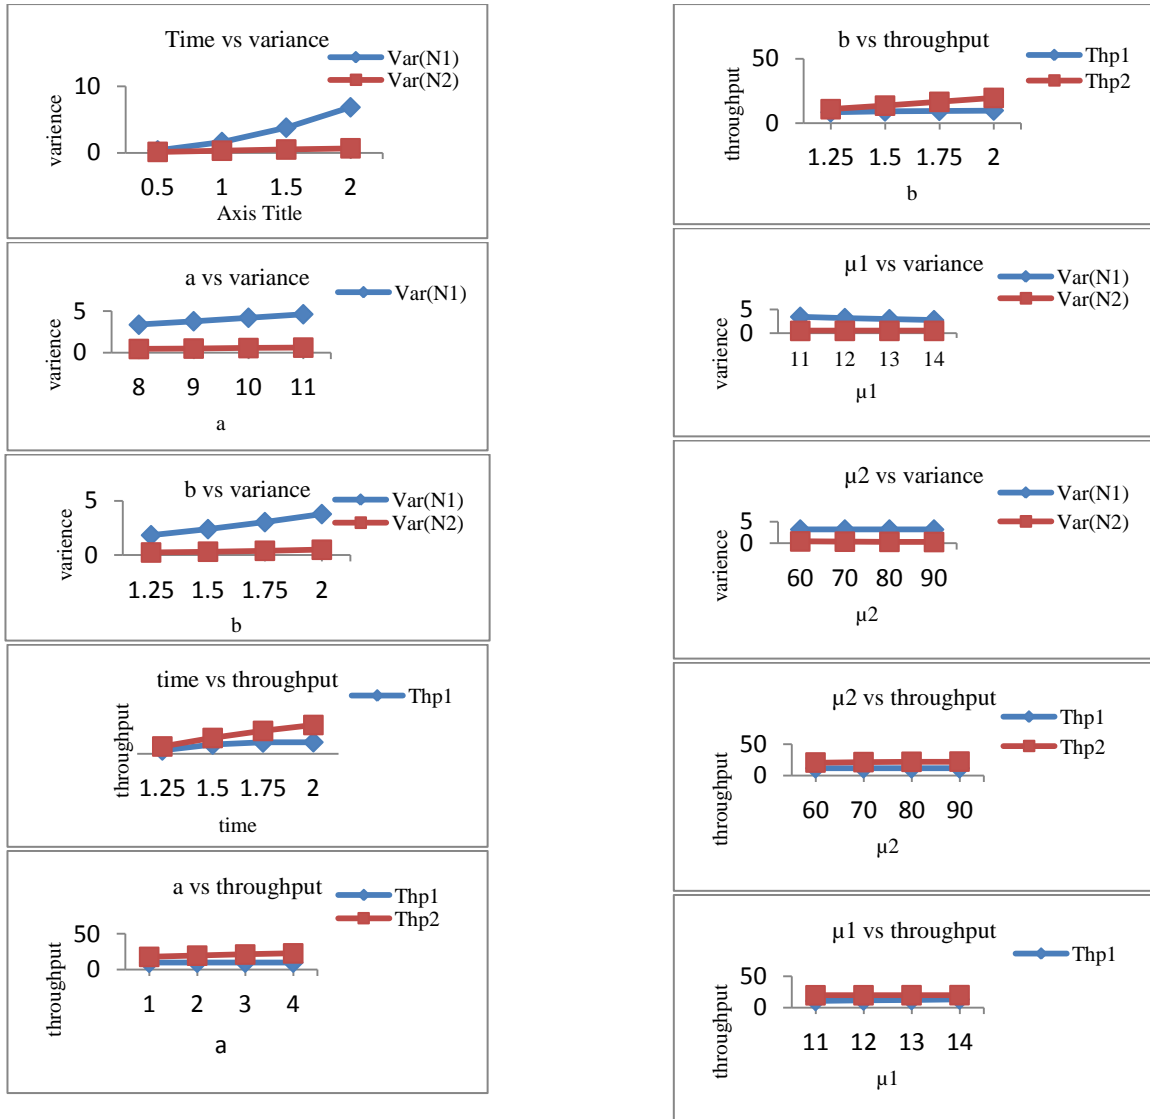 Time vs variance
Var(N1)
Var(N2)
10
0
varience
0.5 1 1.5 2
Axis Title
a vs variance
Var(N1)
5
0
varience
8 9 10 11
a
b vs variance
Var(N1)
Var(N2)
5
0
varience
1.25 1.5 1.75 2
b
time vs throughput
Thp1
throughput
1.25 1.5 1.75 2
time
a vs throughput
Thp1
Thp2
50
0
throughput
1 2 3 4
a
b vs throughput
Thp1
Thp2
50
0
throughput
1.25 1.5 1.75 2
b
µ1 vs variance
Var(N1)
Var(N2)
5
0
varience
11 12 13 14
µ1
µ2 vs variance
Var(N1)
Var(N2)
5
0
varience
60 70 80 90
µ2
µ2 vs throughput
Thp1
Thp2
50
0
throughput
60 70 80 90
µ2
µ1 vs throughput
Thp1
50
0
throughput
11 12 13 14
µ1